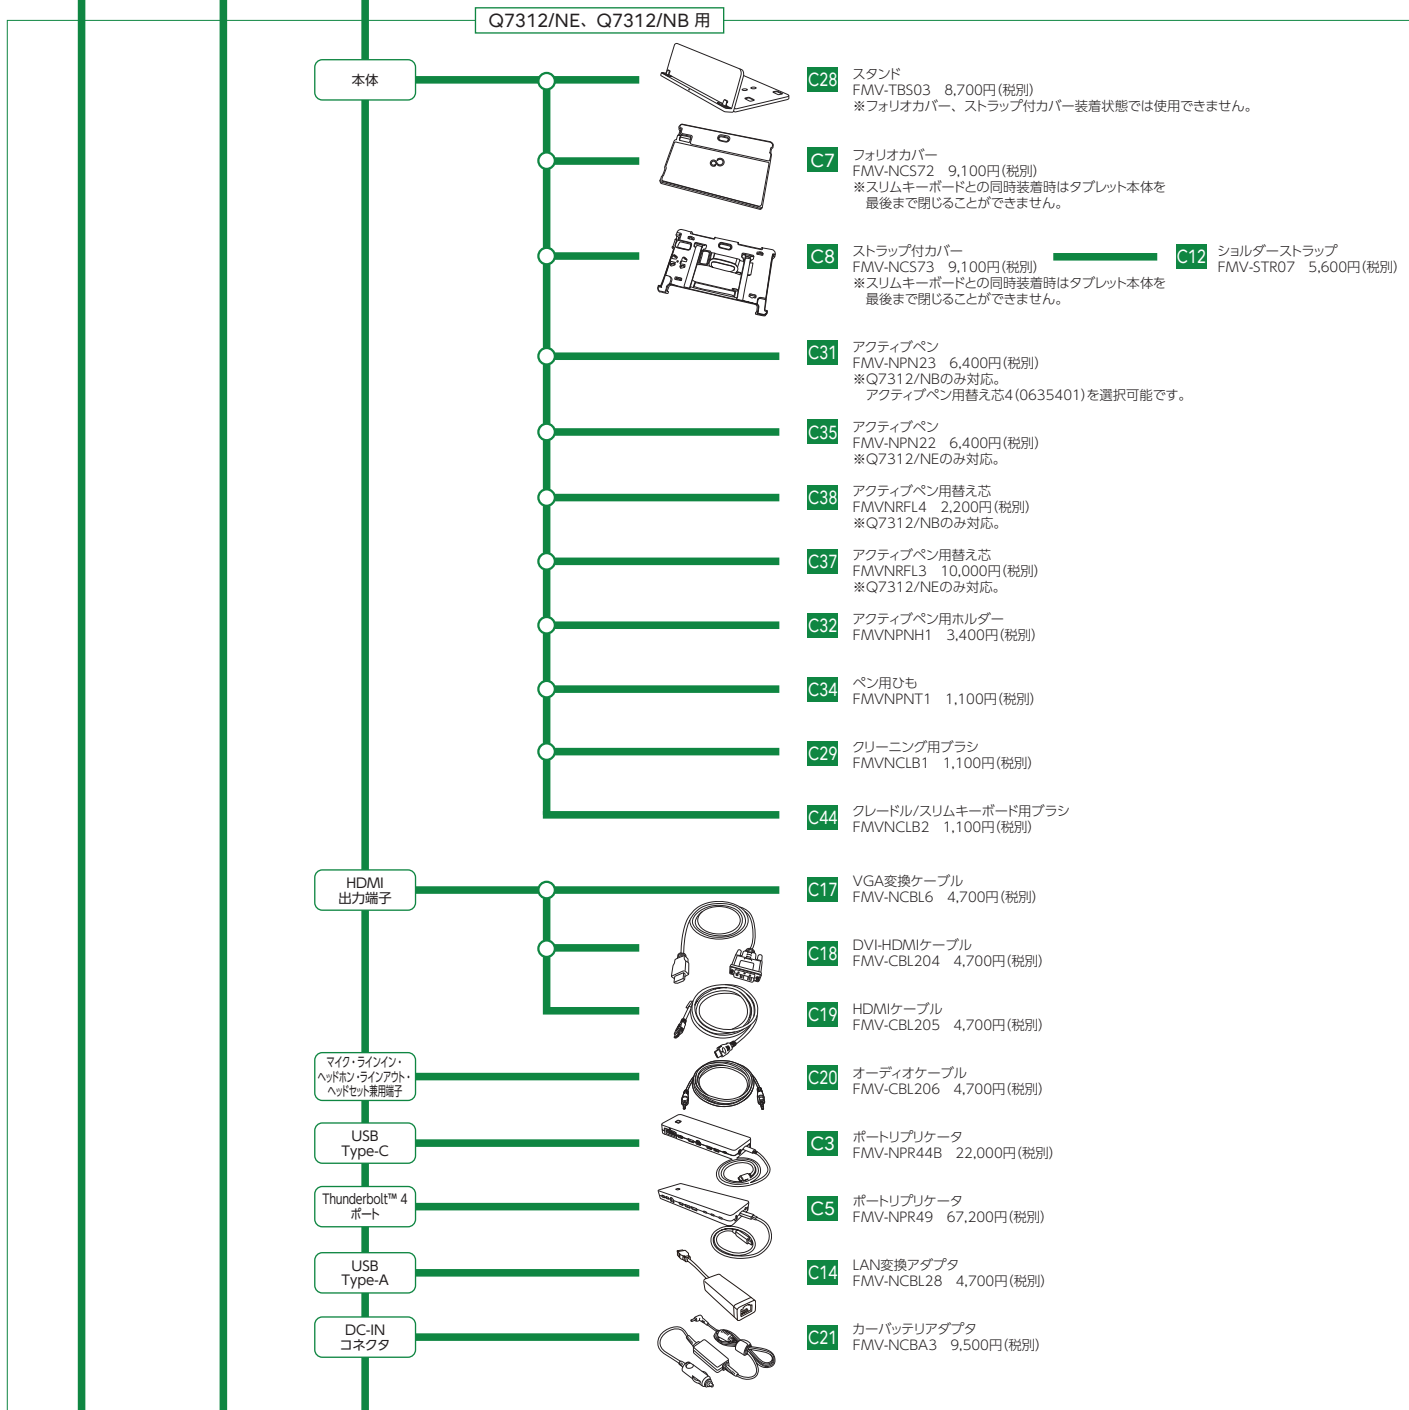 Q7312/NE、Q7312/NB 用
本体
C28
スタンド
FMV-TBS03 8,700円(税別)
※フォリオカバー、ストラップ付カバー装着状態では使用できません。
C7
フォリオカバー
FMV-NCS72 9,100円(税別)
※スリムキーボードとの同時装着時はタブレット本体を
最後まで閉じることができません。
C8
ストラップ付カバー
FMV-NCS73 9,100円(税別)
※スリムキーボードとの同時装着時はタブレット本体を
最後まで閉じることができません。
C12
ショルダーストラップ
FMV-STR07 5,600円(税別)
C31
アクティブペン
FMV-NPN23 6,400円(税別)
※Q7312/NBのみ対応。
アクティブペン用替え芯4(0635401)を選択可能です。
C35
アクティブペン
FMV-NPN22 6,400円(税別)
※Q7312/NEのみ対応。
C38
アクティブペン用替え芯
FMVNRFL4 2,200円(税別)
※Q7312/NBのみ対応。
C37
アクティブペン用替え芯
FMVNRFL3 10,000円(税別)
※Q7312/NEのみ対応。
C32
アクティブペン用ホルダー
FMVNPNH1 3,400円(税別)
C34
ペン用ひも
FMVNPNT1 1,100円(税別)
C29
クリーニング用ブラシ
FMVNCLB1 1,100円(税別)
C44
クレードル/スリムキーボード用ブラシ
FMVNCLB2 1,100円(税別)
HDMI
出力端子
C17
VGA変換ケーブル
FMV-NCBL6 4,700円(税別)
C18
DVI-HDMIケーブル
FMV-CBL204 4,700円(税別)
C19
HDMIケーブル
FMV-CBL205 4,700円(税別)
マイク・ラインイン・
ヘッドホン・ラインアウト・
ヘッドセット兼用端子
C20
オーディオケーブル
FMV-CBL206 4,700円(税別)
USB
Type-C
C3
ポートリプリケータ
FMV-NPR44B 22,000円(税別)
Thunderbolt™ 4
ポート
C5
ポートリプリケータ
FMV-NPR49 67,200円(税別)
USB
Type-A
C14
LAN変換アダプタ
FMV-NCBL28 4,700円(税別)
DC-IN
コネクタ
C21
カーバッテリアダプタ
FMV-NCBA3 9,500円(税別)